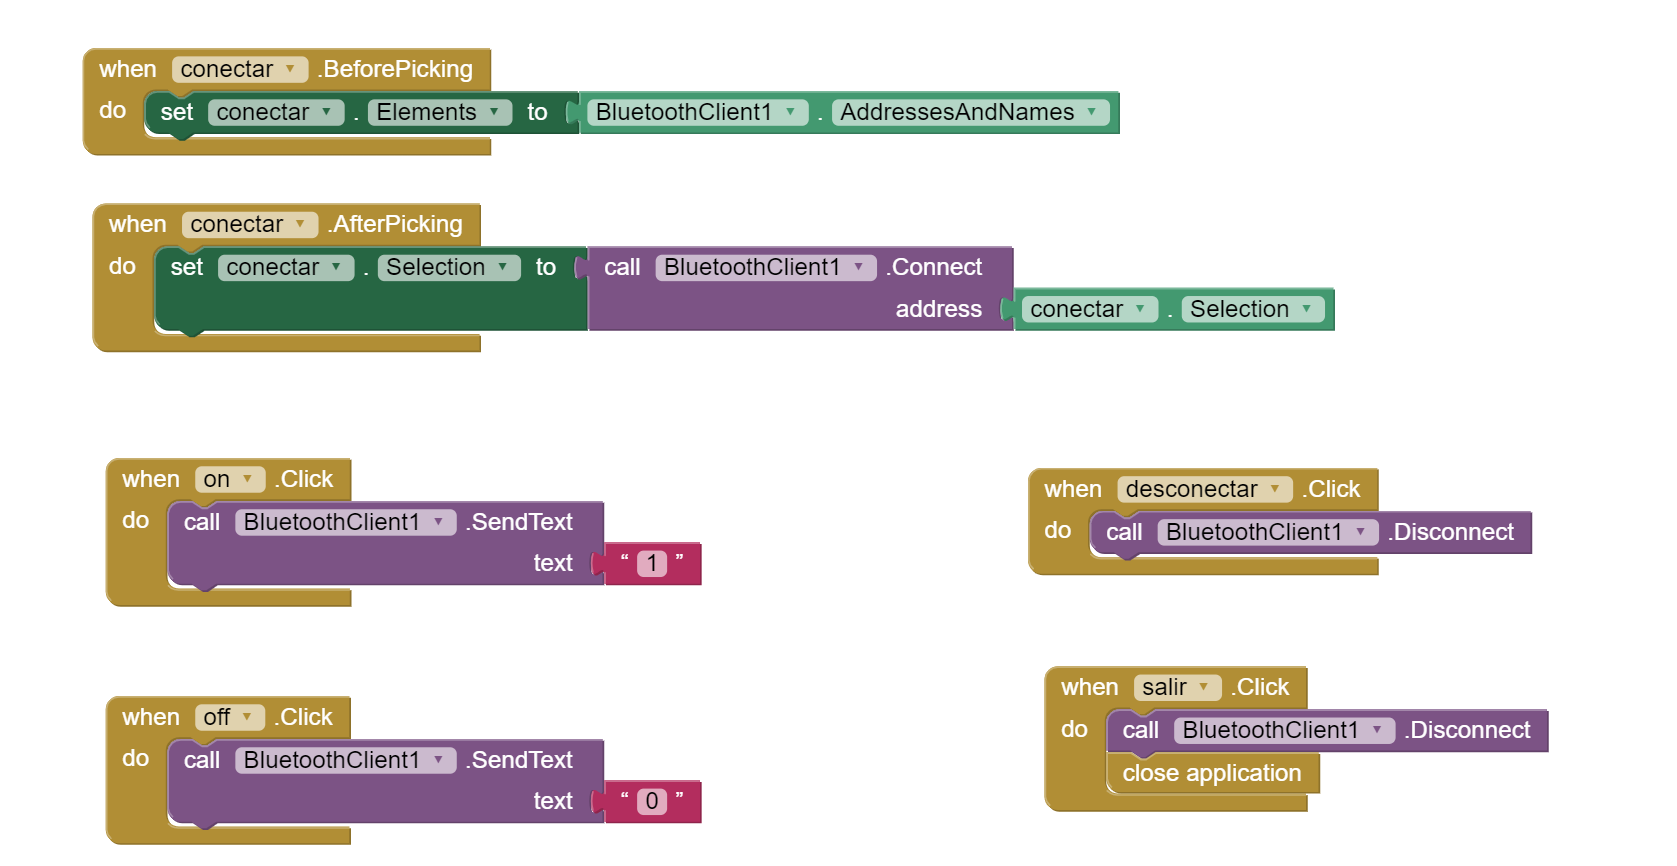 when conectar .BeforePicking
do set conectar . Elements to BluetoothClient1 . AddressesAndNames
when conectar .AfterPicking
do set conectar . Selection to call BluetoothClient1 .Connect
address conectar . Selection
when on .Click
do call BluetoothClient1 .SendText
text “ 1 ”
when desconectar .Click
do call BluetoothClient1 .Disconnect
when off .Click
do call BluetoothClient1 .SendText
text “ 0 ”
when salir .Click
do call BluetoothClient1 .Disconnect
close application